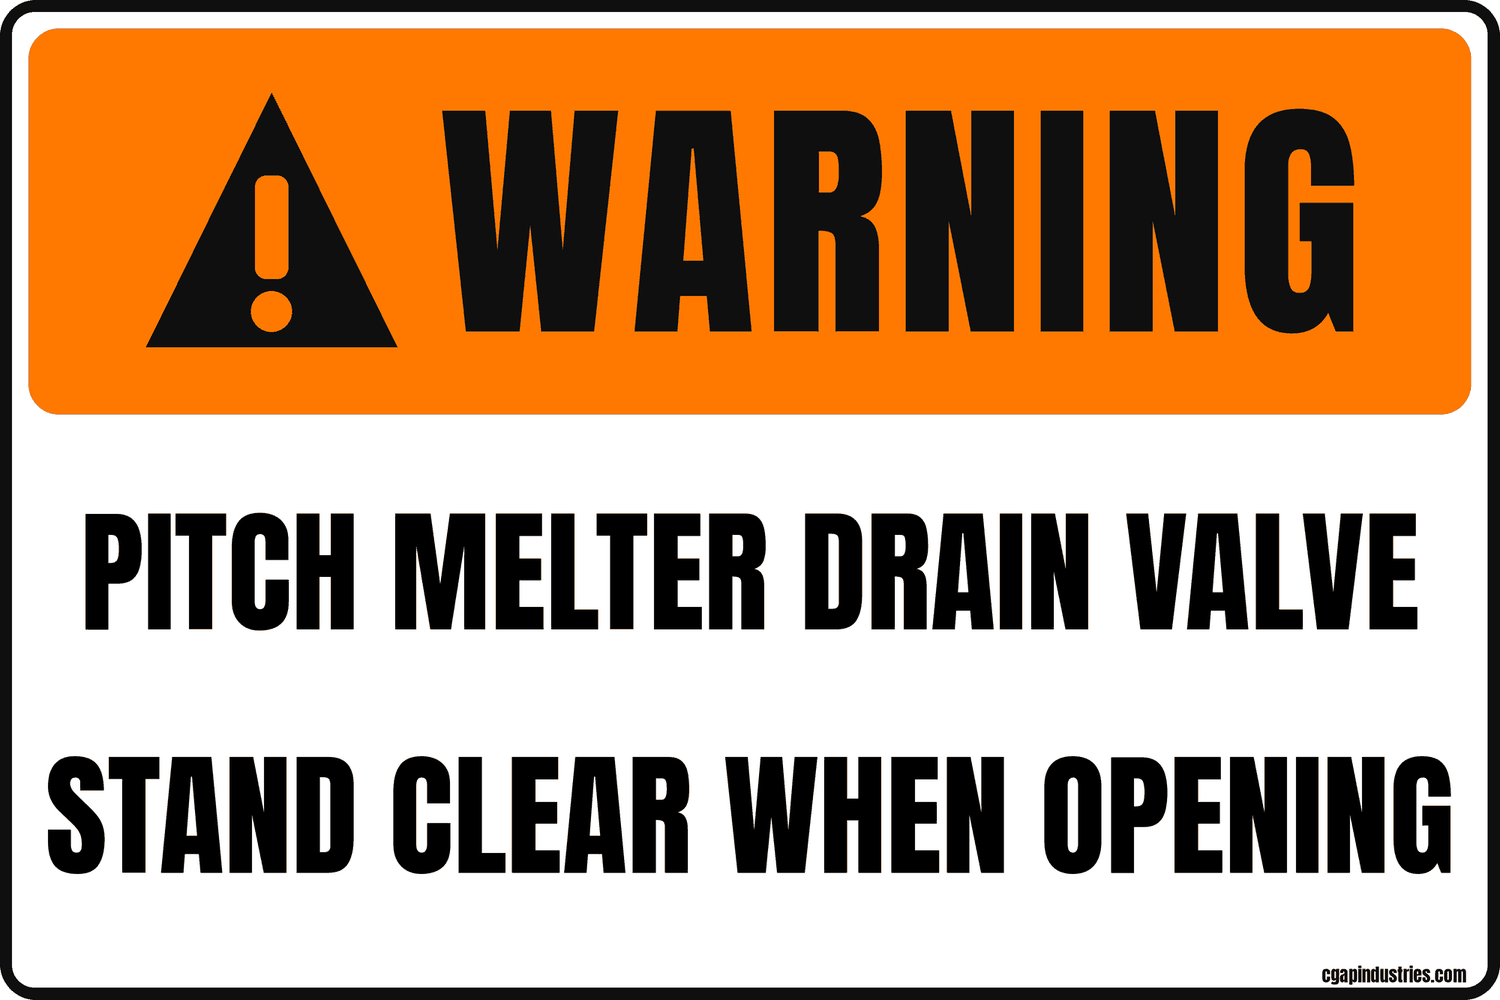 WARNING
PITCH MELTER DRAIN VALVE
STAND CLEAR WHEN OPENING
cgapindustries.com